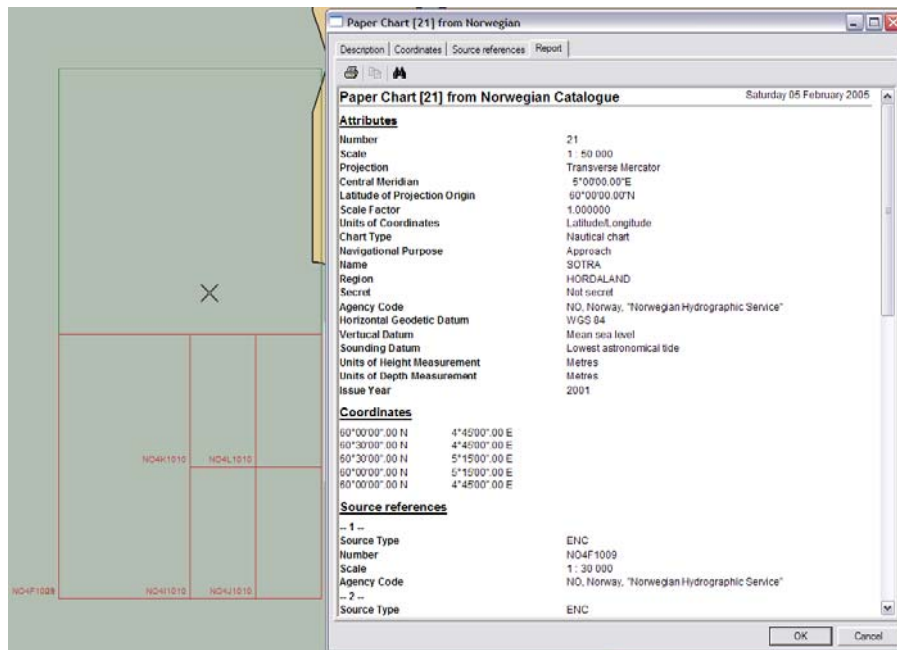 Paper Chart [21] from Norwegian
Description Coordinates Source references Report
Paper Chart [21] from Norwegian Catalogue Saturday 05 February 2005
Attributes
Number 21
Scale 1 : 50 000
Projection Transverse Mercator
Central Meridian 5°00'00.00"E
Latitude of Projection Origin 60°00'00.00"N
Scale Factor 1.000000
Units of Coordinates Latitude/Longitude
Chart Type Nautical chart
Navigational Purpose Approach
Name SOTRA
Region HORDALAND
Secret Not secret
Agency Code NO, Norway, "Norwegian Hydrographic Service"
Horizontal Geodetic Datum WGS 84
Vertucal Datum Mean sea level
Sounding Datum Lowest astronomical tide
Units of Height Measurement Metres
Units of Depth Measurement Metres
Issue Year 2001
Coordinates
60°00'00".00 N 4°45'00".00 E
60°30'00".00 N 4°45'00".00 E
60°30'00".00 N 5°15'00".00 E
60°00'00".00 N 5°15'00".00 E
60°00'00".00 N 4°45'00".00 E
Source references
-- 1 --
Source Type ENC
Number NO4F1009
Scale 1 : 30 000
Agency Code NO, Norway, "Norwegian Hydrographic Service"
-- 2 --
Source Type ENC
OK Cancel
NO4K1010 NO4L1010
NO4F1009 NO4I1010 NO4J1010